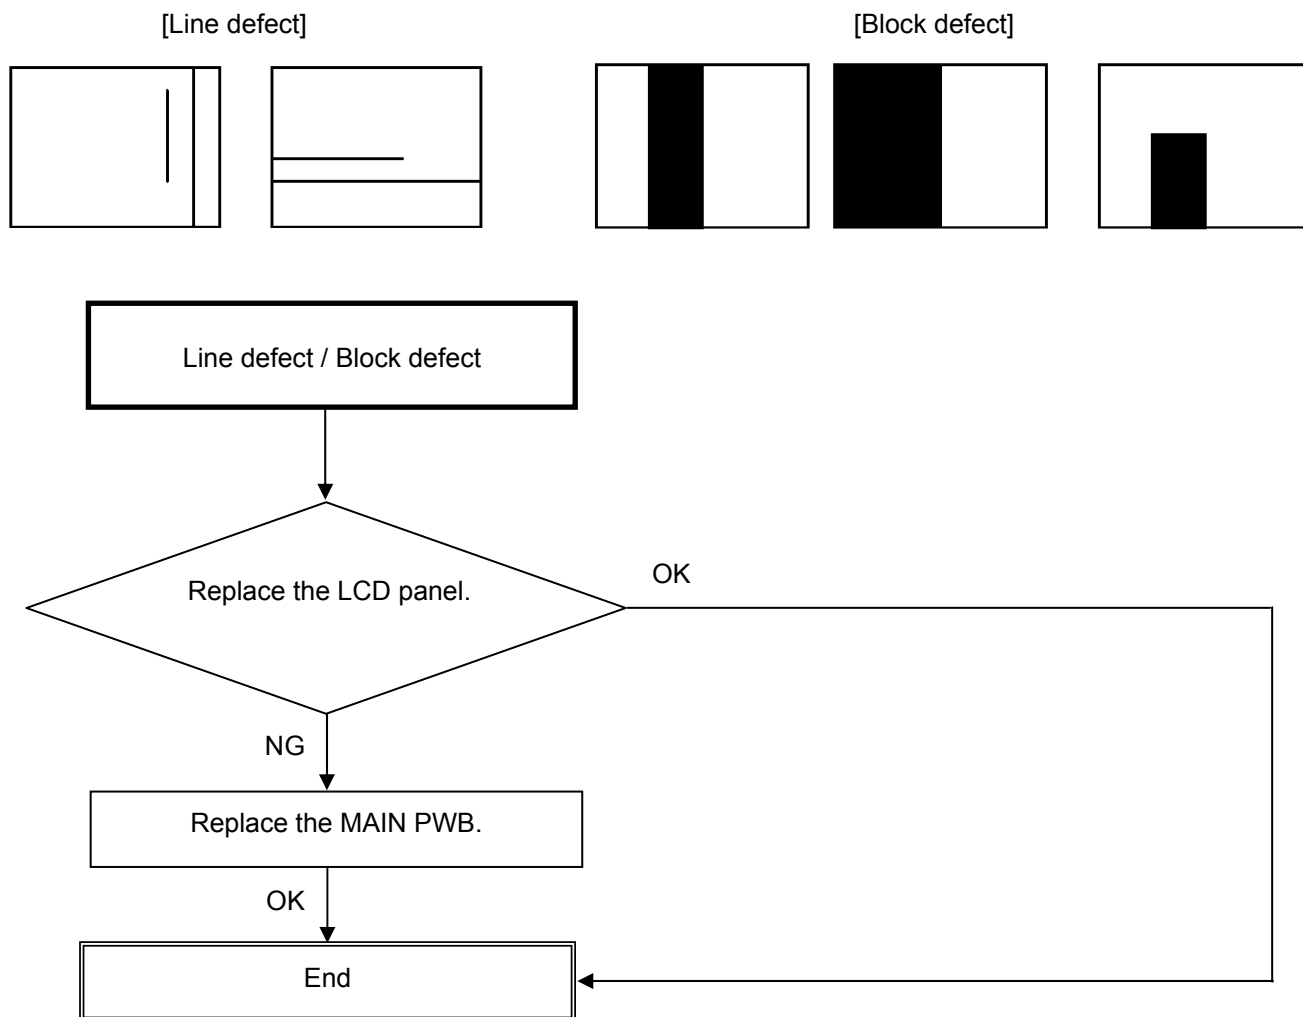 [Line defect]
[Block defect]
Line defect / Block defect
Replace the LCD panel.
OK
NG
Replace the MAIN PWB.
OK
End